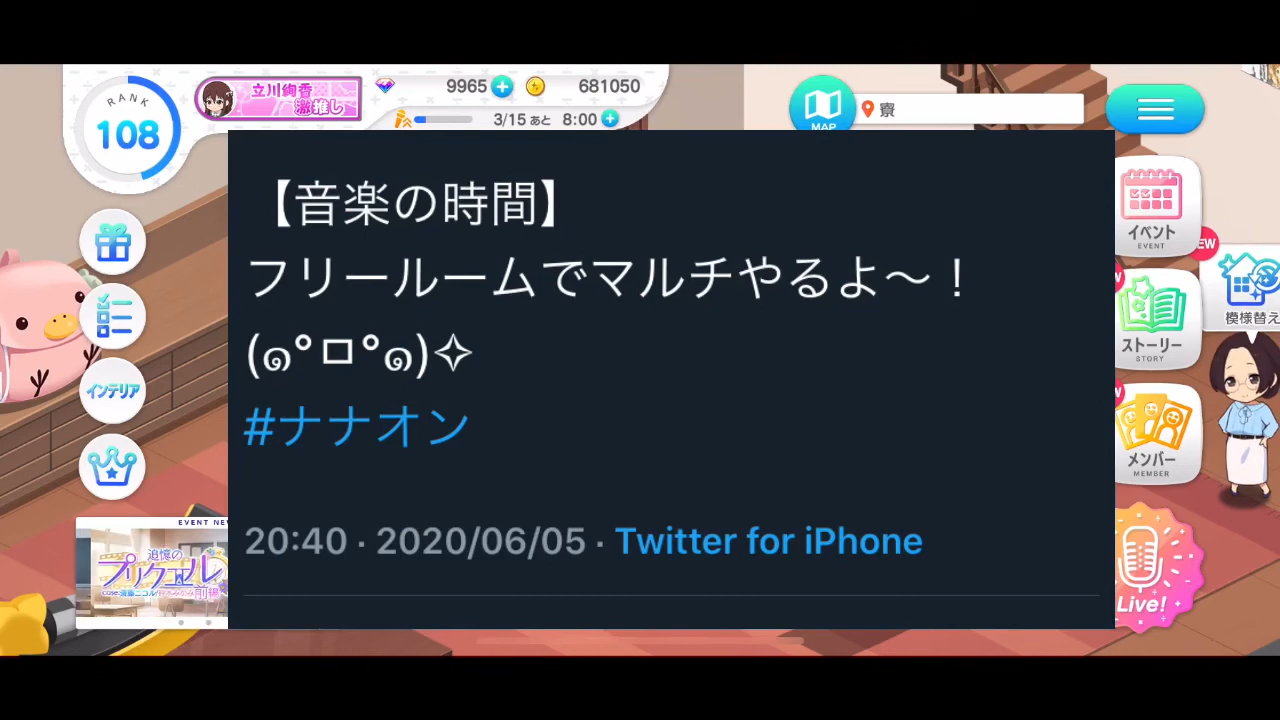 RANK
108
立川絢香
激推し
9965
681050
3/15 あと 8:00
MAP
寮
【音楽の時間】
フリールームでマルチやるよ〜！
(๑°ㅁ°๑)✧
#ナナオン
20:40 · 2020/06/05 · Twitter for iPhone
インテリア
EVENT NE
追憶の
プリクエル
前編
イベント
EVENT
EW
模様替え
ストーリー
STORY
メンバー
MEMBER
Live!